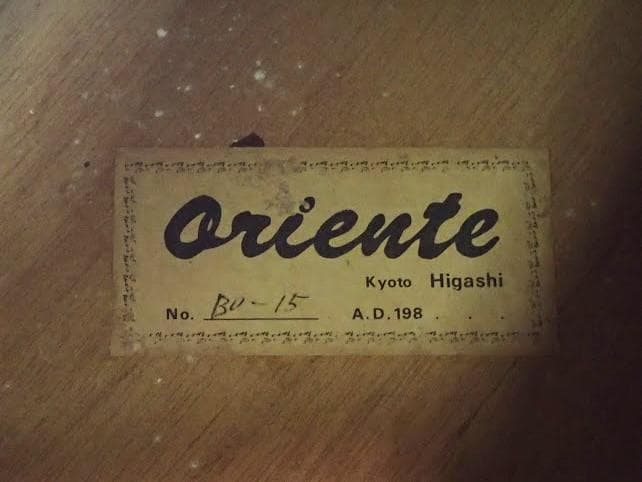 Oriente
Kyoto Higashi
No. BO-15 A.D.198 . . .